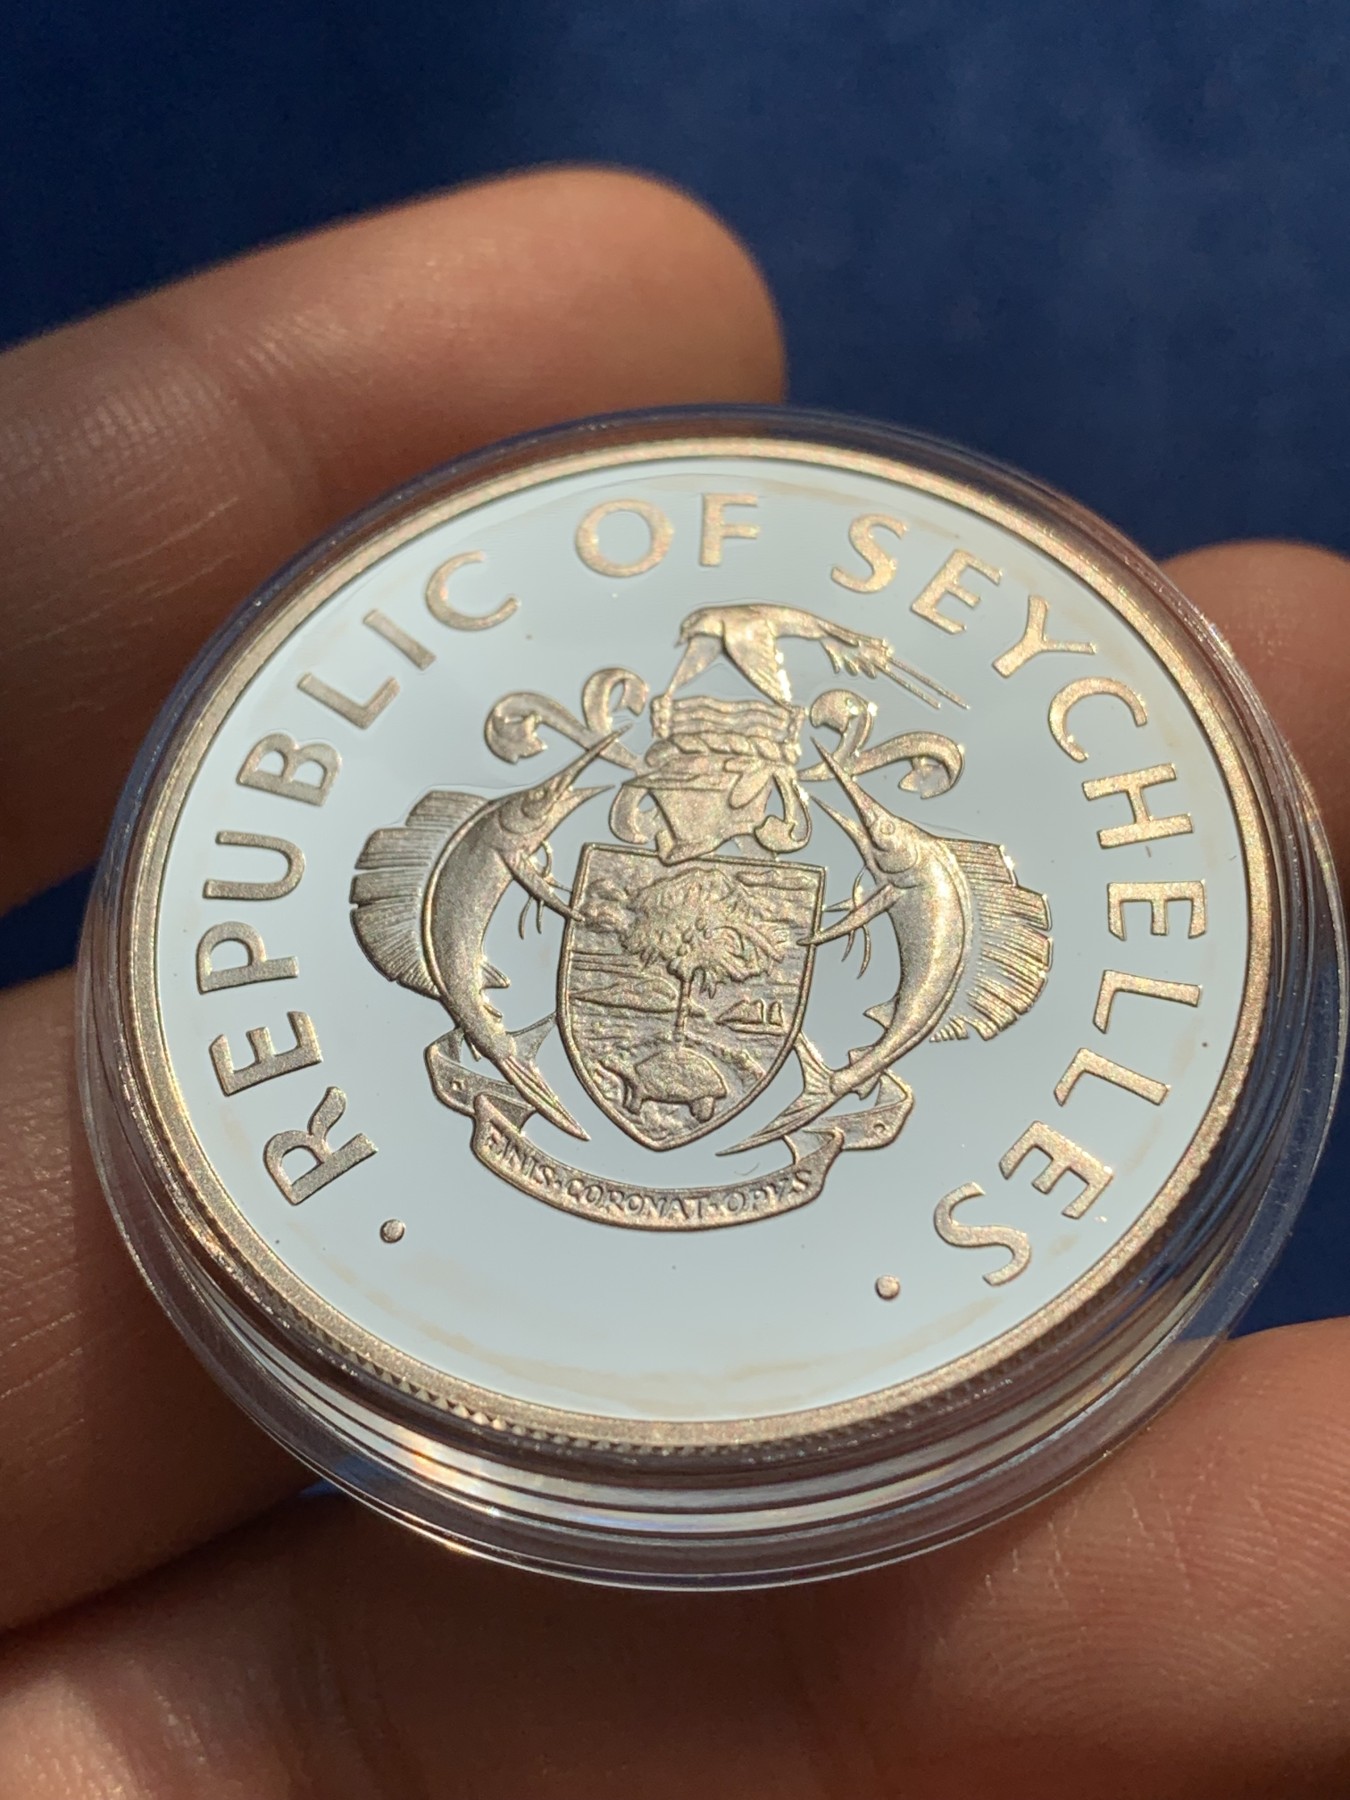 · REPUBLIC OF SEYCHELLES ·
FINIS·CORONAT·OPVS